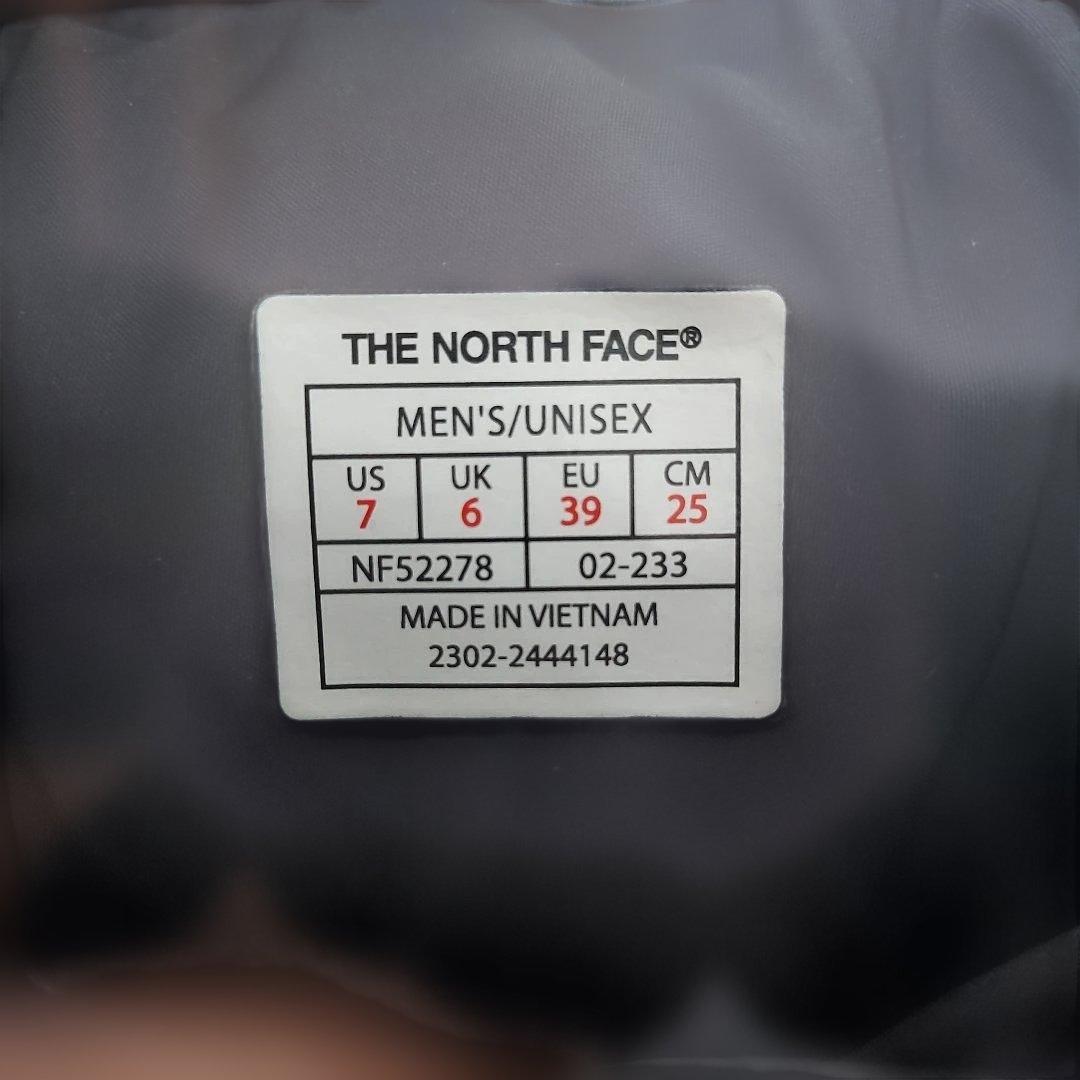 THE NORTH FACE®
MEN'S/UNISEX
US UK EU CM
7 6 39 25
NF52278 02-233
MADE IN VIETNAM
2302-2444148